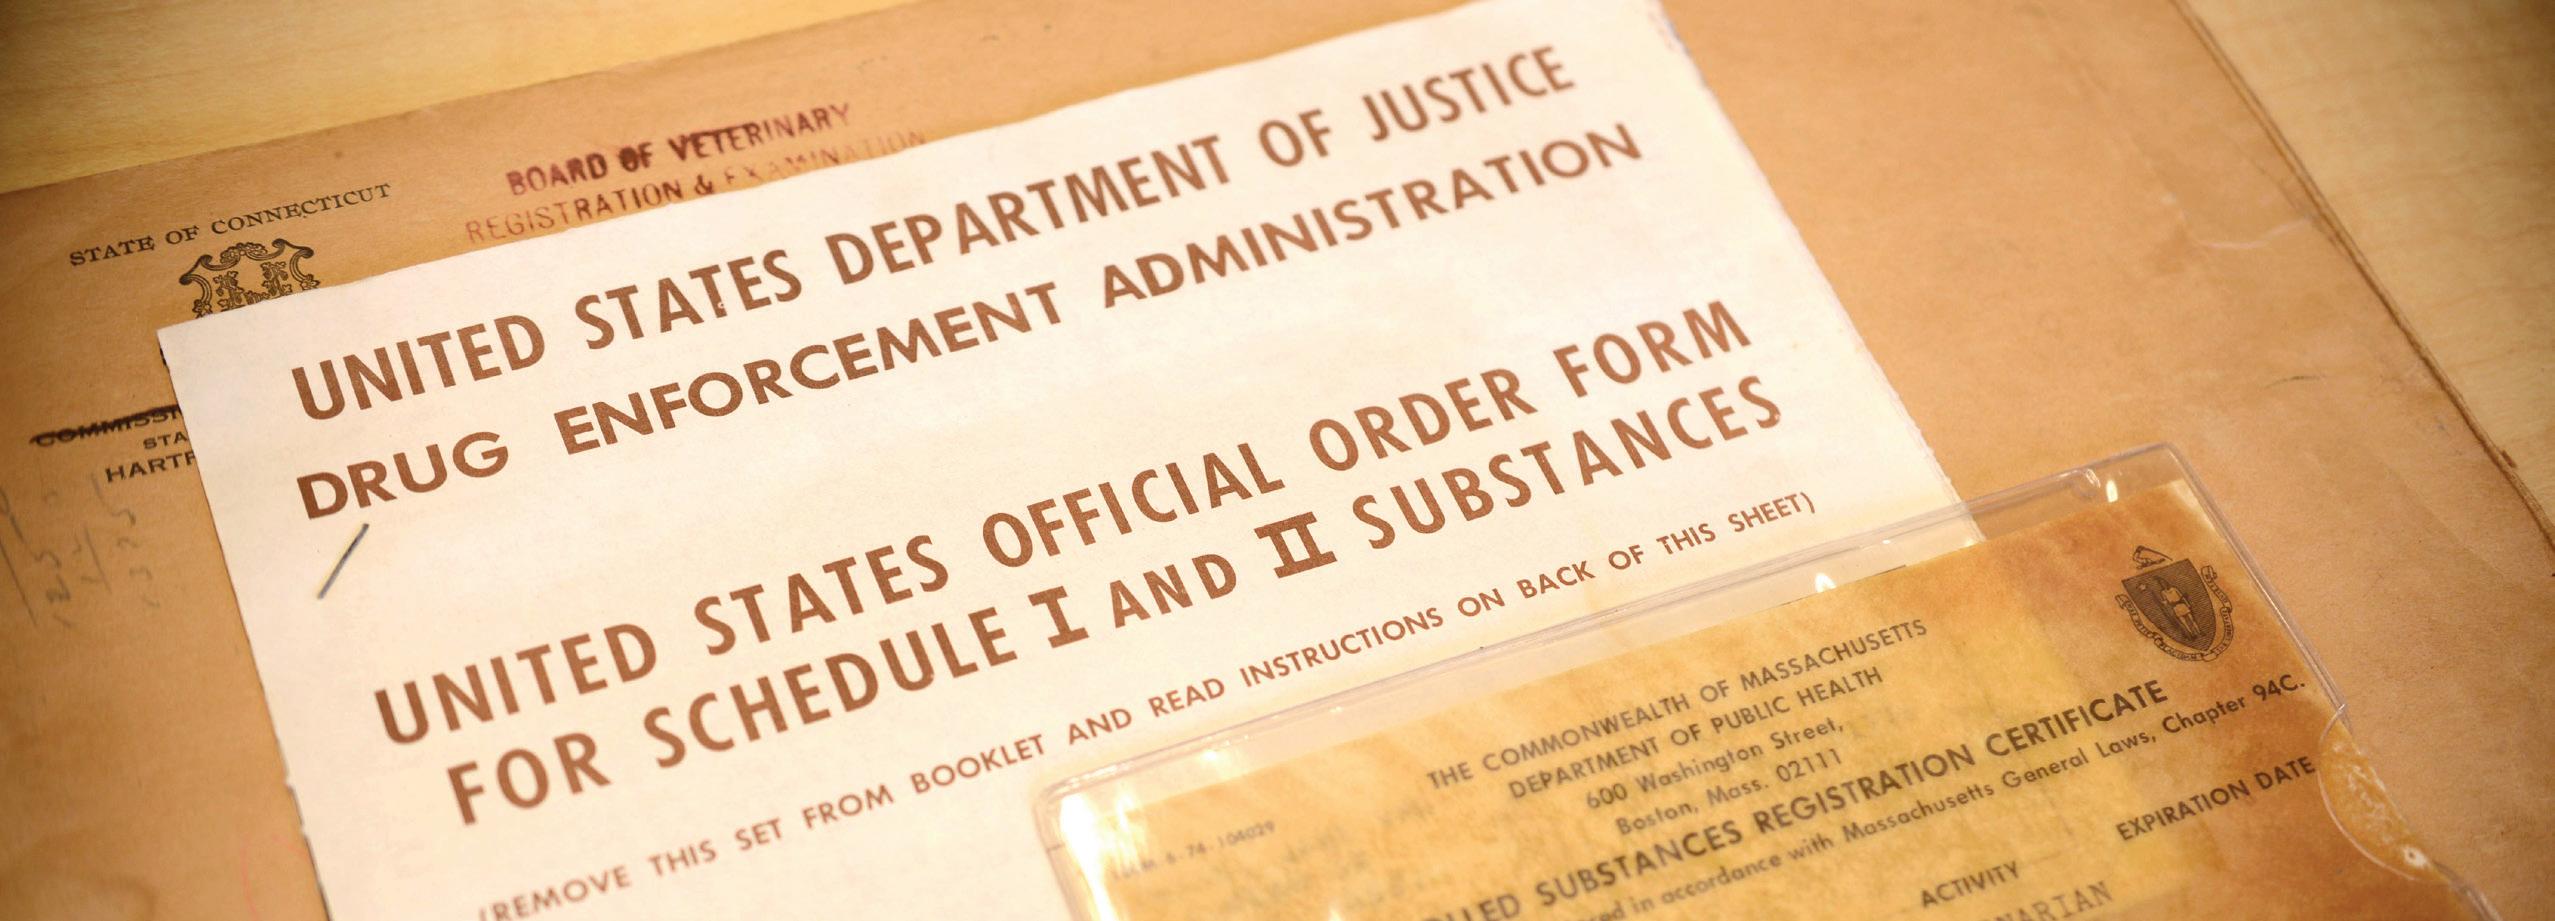 STATE OF CONNECTICUT
BOARD OF VETERINARY
REGISTRATION & EXAMINATION
HARTF
UNITED STATES DEPARTMENT OF JUSTICE
DRUG ENFORCEMENT ADMINISTRATION
UNITED STATES OFFICIAL ORDER FORM
FOR SCHEDULE I AND II SUBSTANCES
(REMOVE THIS SET FROM BOOKLET AND READ INSTRUCTIONS ON BACK OF THIS SHEET)
THE COMMONWEALTH OF MASSACHUSETTS
DEPARTMENT OF PUBLIC HEALTH
600 Washington Street,
Boston, Mass. 02111
LLED SUBSTANCES REGISTRATION CERTIFICATE
in accordance with Massachusetts General Laws, Chapter 94C.
EXPIRATION DATE
ACTIVITY
NARIAN